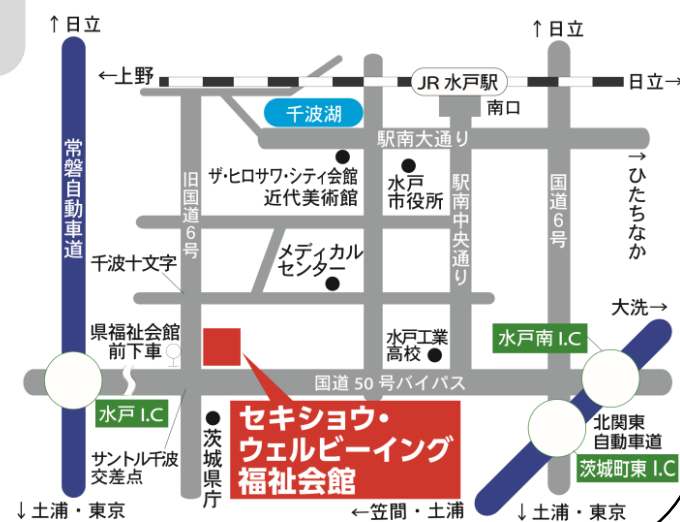 ↑日立
↑日立
←上野
JR 水戸駅
日立→
南口
千波湖
駅南大通り
常磐自動車道
旧国道6号
ザ・ヒロサワ・シティ会館
近代美術館
水戸
市役所
駅南中央通り
国道6号
→ひたちなか
千波十文字
メディカル
センター
大洗→
県福祉会館
前下車
水戸工業
高校
水戸南 I.C
国道 50 号バイパス
水戸 I.C
セキショウ・
ウェルビーイング
福祉会館
茨城県庁
サントル千波
交差点
北関東
自動車道
茨城町東 I.C
↓土浦・東京
←笠間・土浦
↓土浦・東京